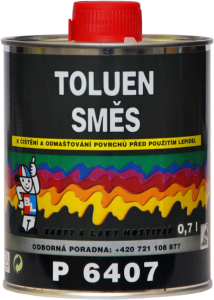 TOLUEN
SMĚS
K ČIŠTĚNÍ A ODMAŠŤOVÁNÍ POVRCHŮ PŘED POUŽITÍM LEPIDEL
0,7 l
BARVY A LAKY HOSTIVAŘ
ODBORNÁ PORADNA: +420 721 108 877
P 6407